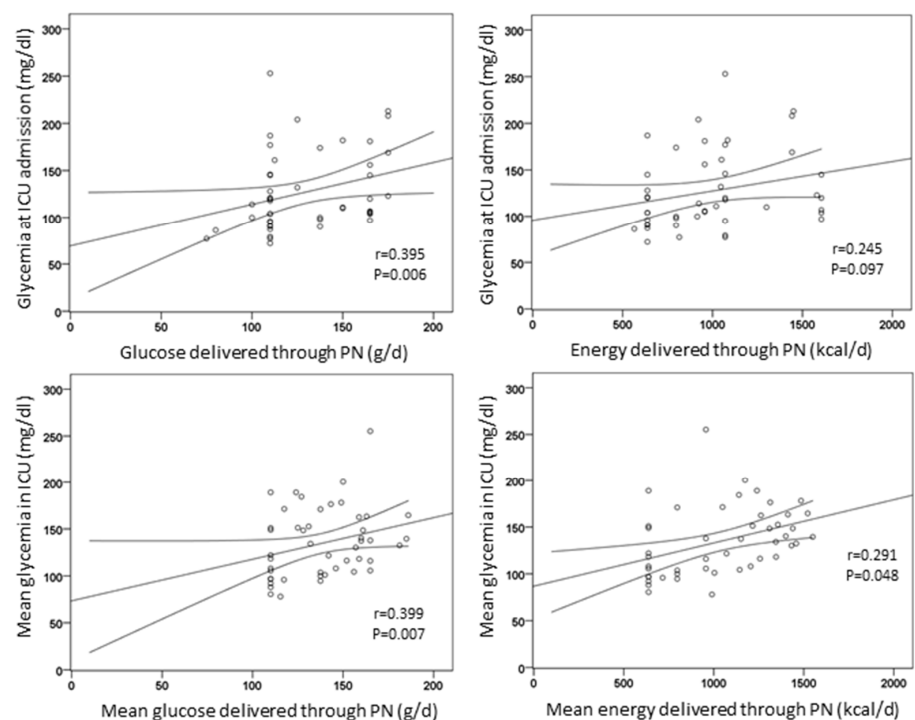 Glycemia at ICU admission (mg/dl)
300
250
200
150
100
50
0
0 50 100 150 200
r=0.395
P=0.006
Glucose delivered through PN (g/d)
Glycemia at ICU admission (mg/dl)
300
250
200
150
100
50
0
500 1000 1500 2000
r=0.245
P=0.097
Energy delivered through PN (kcal/d)
Mean glycemia in ICU (mg/dl)
300
250
200
150
100
50
0
0 50 100 150 200
r=0.399
P=0.007
Mean glucose delivered through PN (g/d)
Mean glycemia in ICU (mg/dl)
300
250
200
150
100
50
0
0 500 1000 1500 2000
r=0.291
P=0.048
Mean energy delivered through PN (kcal/d)